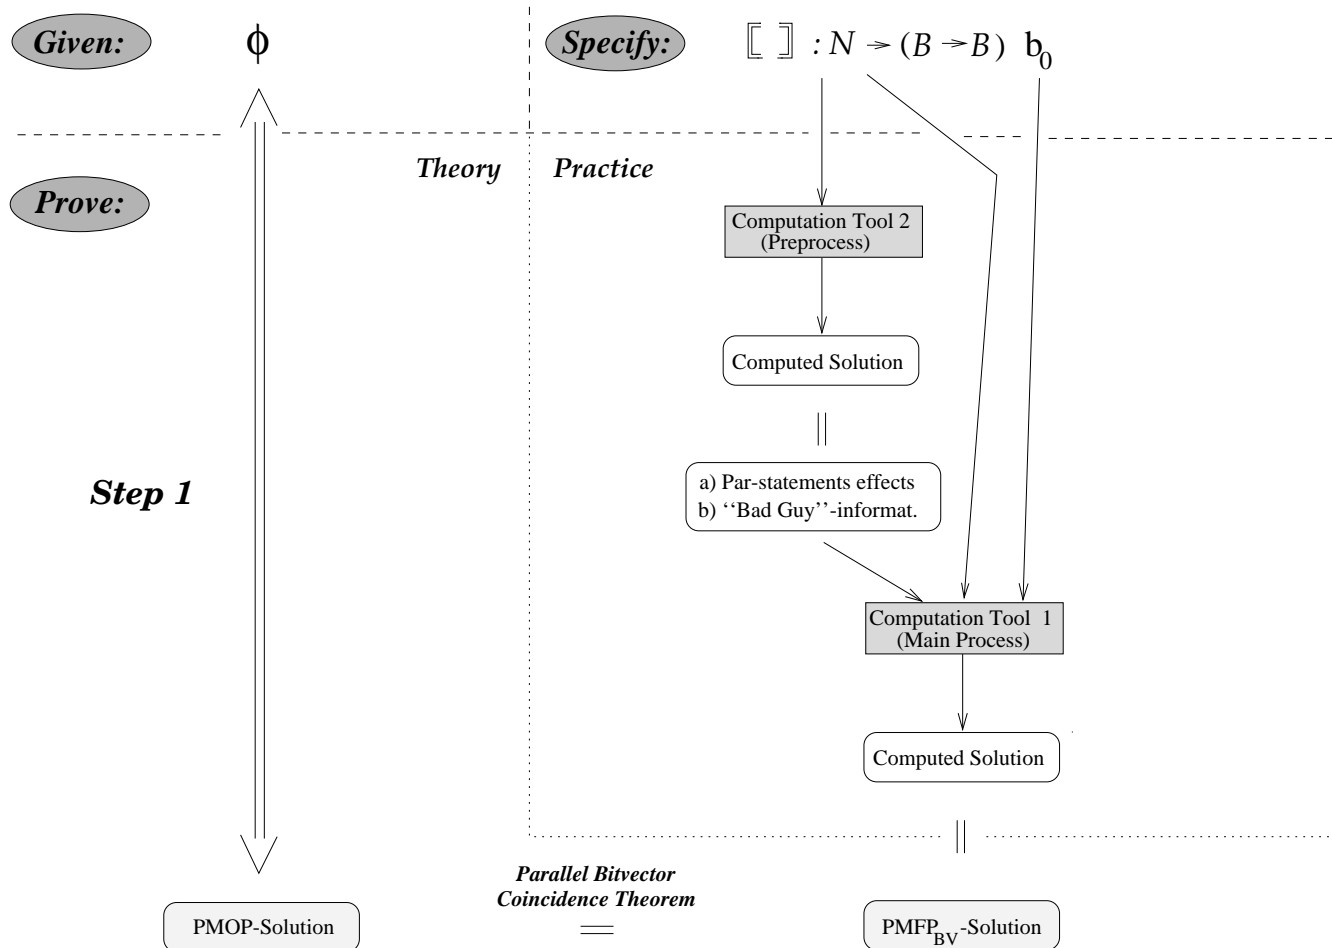 Given:
ϕ
Specify:
⟦ ⟧ : N → (B → B) b0
Theory
Practice
Prove:
Computation Tool 2
(Preprocess)
Computed Solution
a) Par-statements effects
b) ‘‘Bad Guy’’-informat.
Step 1
Computation Tool 1
(Main Process)
Computed Solution
Parallel Bitvector
Coincidence Theorem
=
PMOP-Solution
PMFPBV-Solution